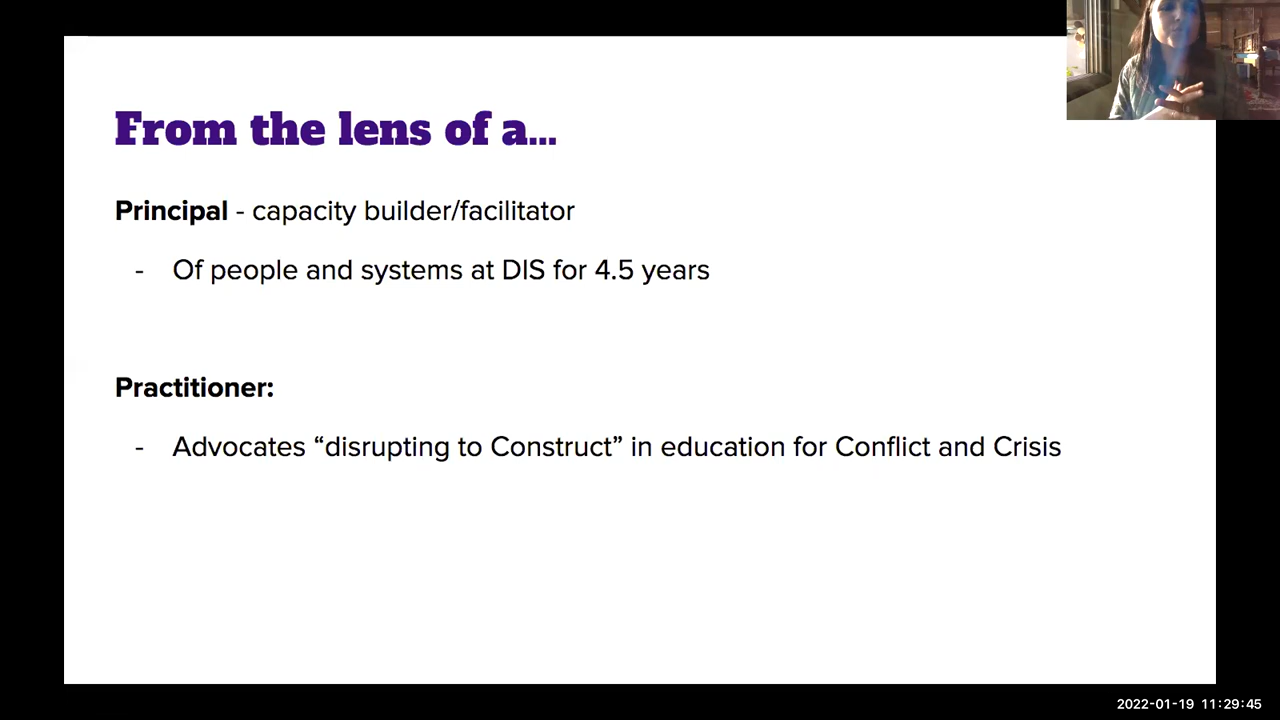 From the lens of a...
Principal - capacity builder/facilitator
- Of people and systems at DIS for 4.5 years
Practitioner:
- Advocates “disrupting to Construct” in education for Conflict and Crisis
2022-01-19 11:29:45